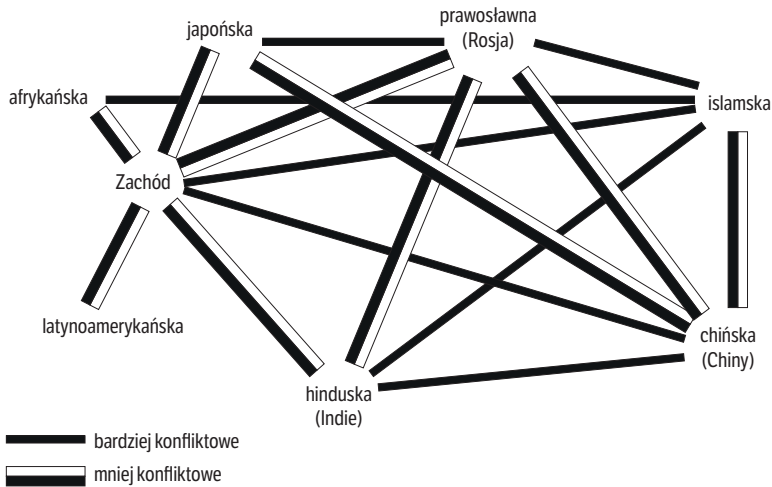 japońska
prawosławna
(Rosja)
afrykańska
islamska
Zachód
latynoamerykańska
chińska
(Chiny)
hinduska
(Indie)
bardziej konfliktowe
mniej konfliktowe